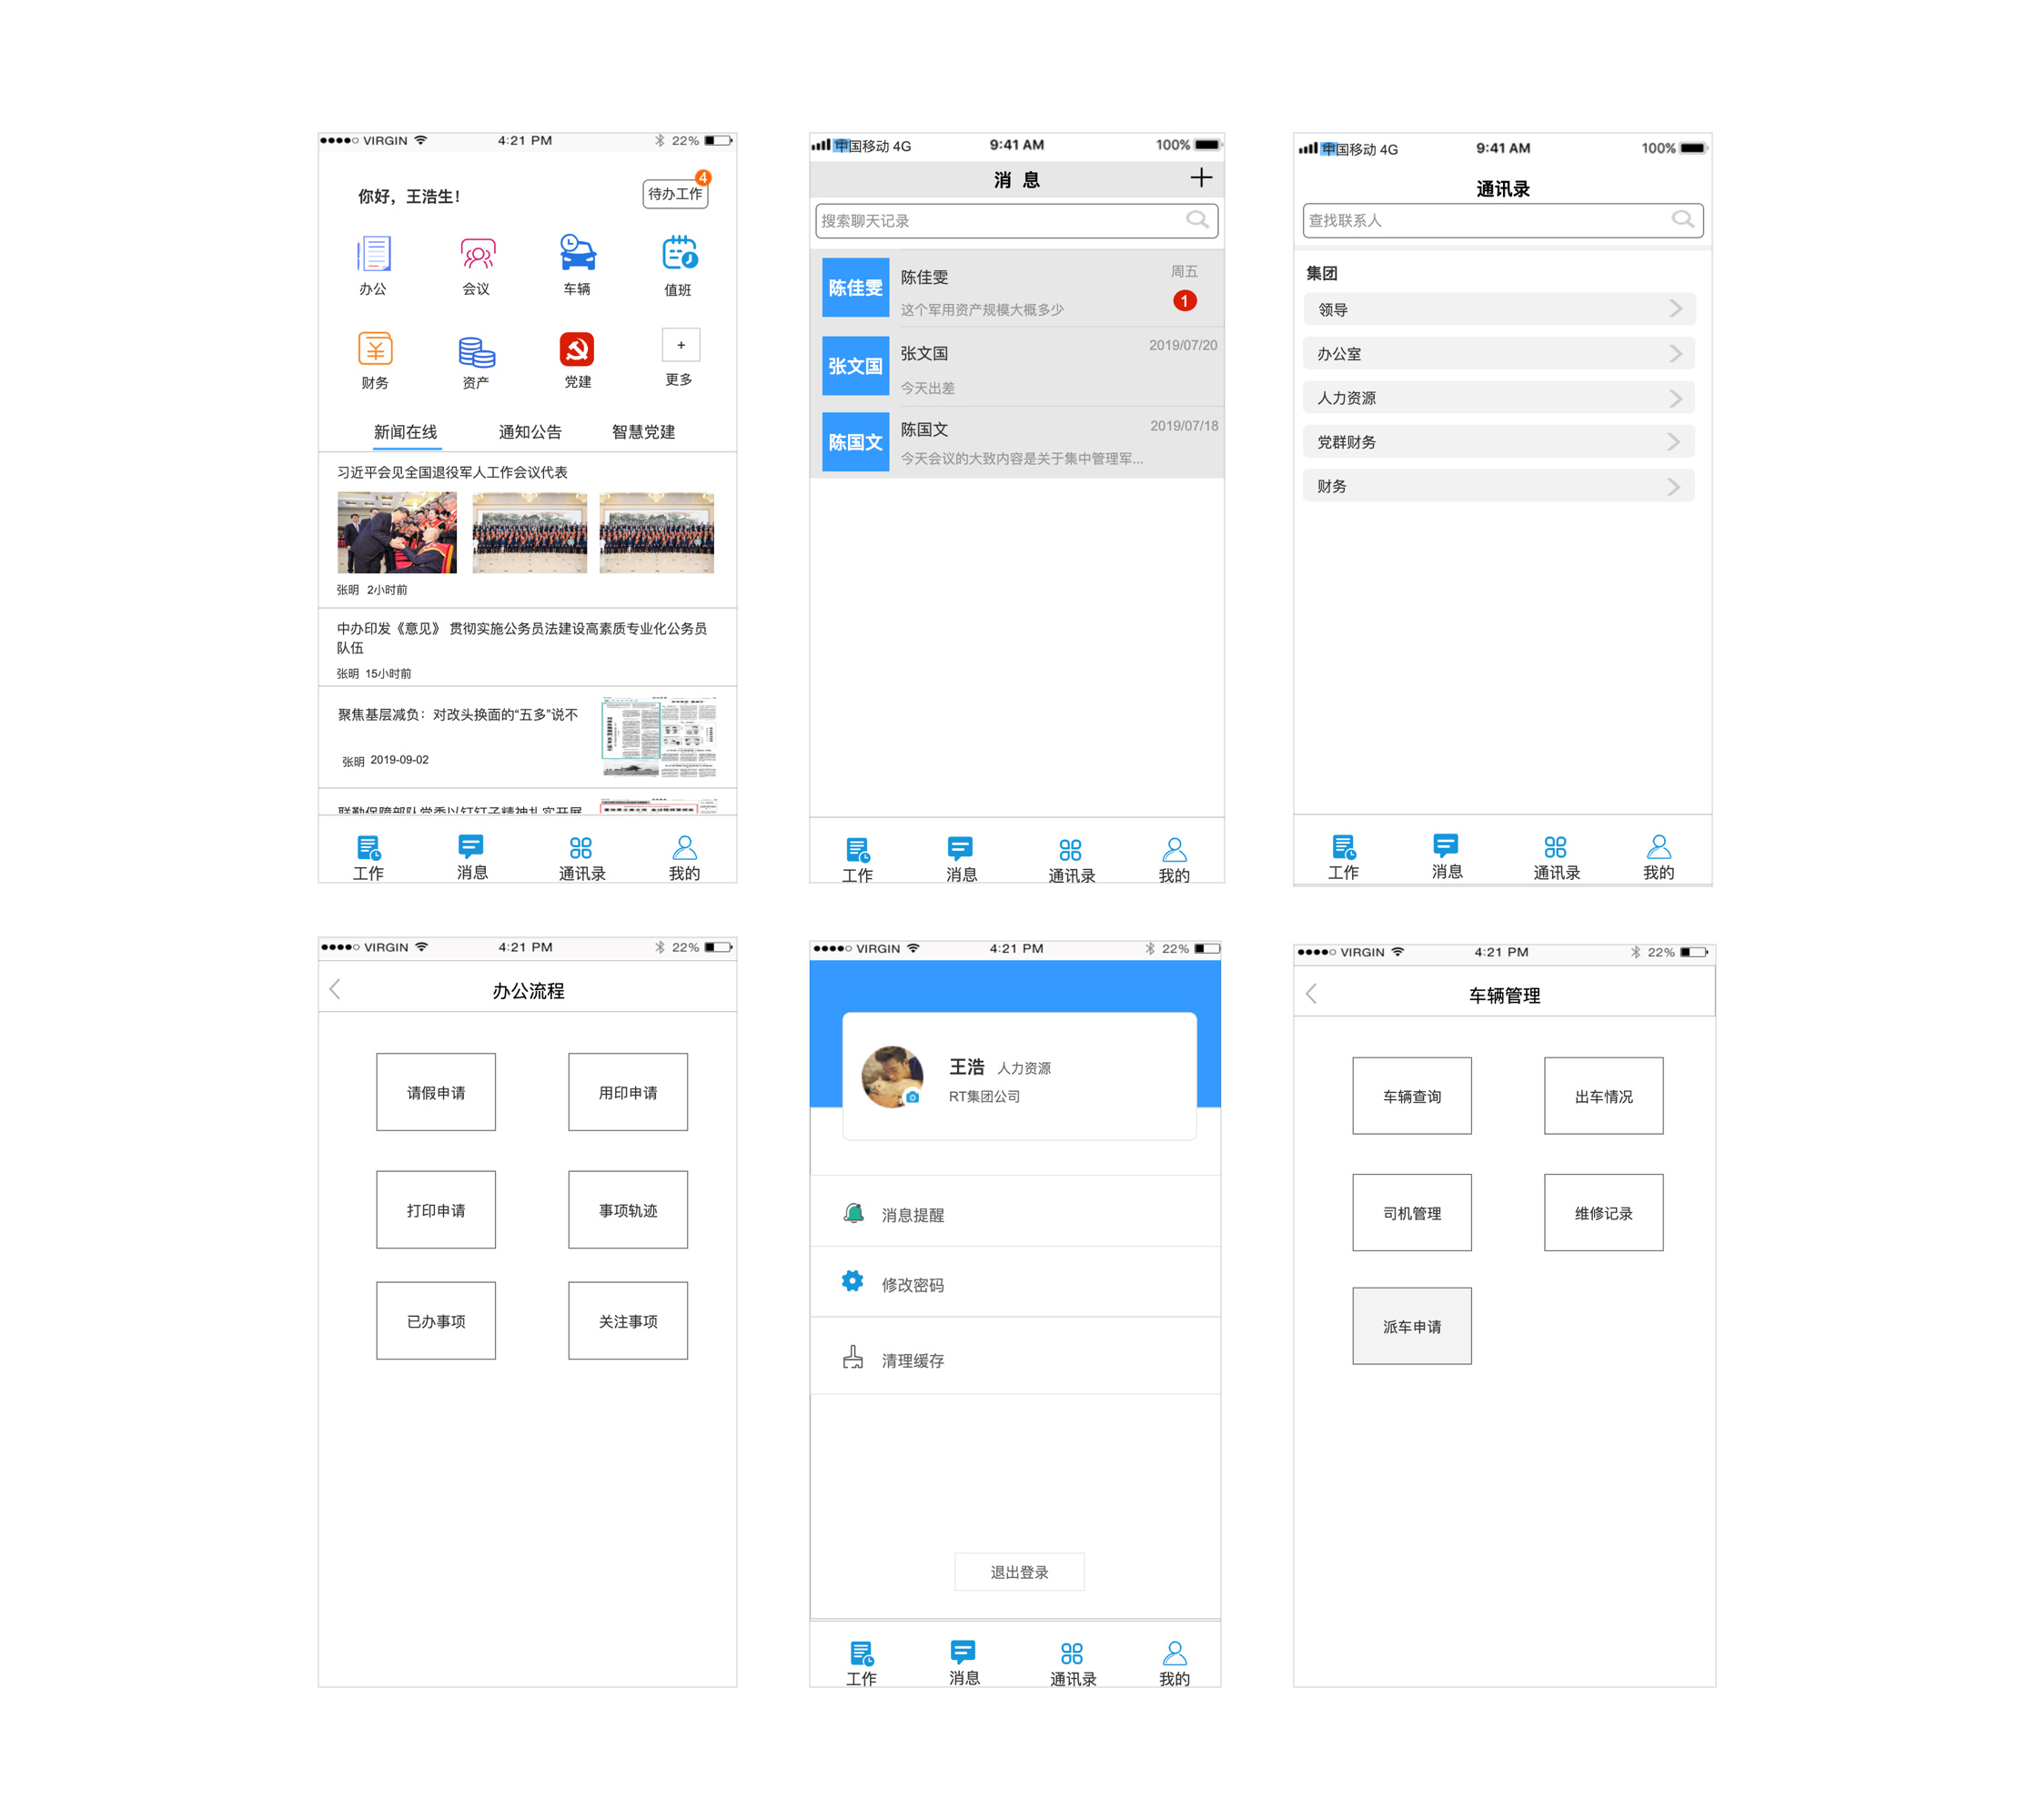 VIRGIN 4:21 PM 22%
你好，王浩生！ 待办工作 4
办公 会议 车辆 值班
财务 资产 党建 + 更多
新闻在线 通知公告 智慧党建
习近平会见全国退役军人工作会议代表
张明 2小时前
中办印发《意见》 贯彻实施公务员法建设高素质专业化公务员
队伍
张明 15小时前
聚焦基层减负：对改头换面的“五多”说不
张明 2019-09-02
联勤保障部队党委以钉钉子精神扎实开展
工作 消息 通讯录 我的
中国移动 4G 9:41 AM 100%
消 息
搜索聊天记录
陈佳雯 陈佳雯 周五
这个军用资产规模大概多少 1
张文国 张文国 2019/07/20
今天出差
陈国文 陈国文 2019/07/18
今天会议的大致内容是关于集中管理军...
工作 消息 通讯录 我的
中国移动 4G 9:41 AM 100%
通讯录
查找联系人
集团
领导
办公室
人力资源
党群财务
财务
工作 消息 通讯录 我的
VIRGIN 4:21 PM 22%
办公流程
请假申请 用印申请
打印申请 事项轨迹
已办事项 关注事项
VIRGIN 4:21 PM 22%
王浩 人力资源
RT集团公司
消息提醒
修改密码
清理缓存
退出登录
工作 消息 通讯录 我的
VIRGIN 4:21 PM 22%
车辆管理
车辆查询 出车情况
司机管理 维修记录
派车申请